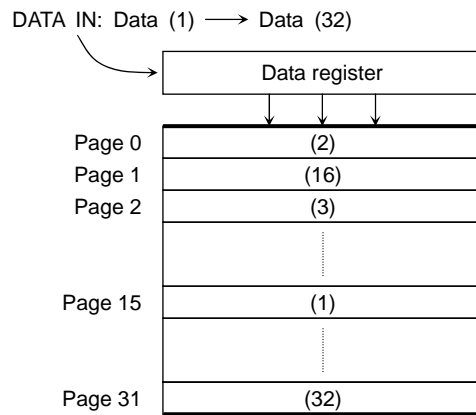 DATA IN: Data (1) → Data (32)
Data register
Page 0 (2)
Page 1 (16)
Page 2 (3)
Page 15 (1)
Page 31 (32)